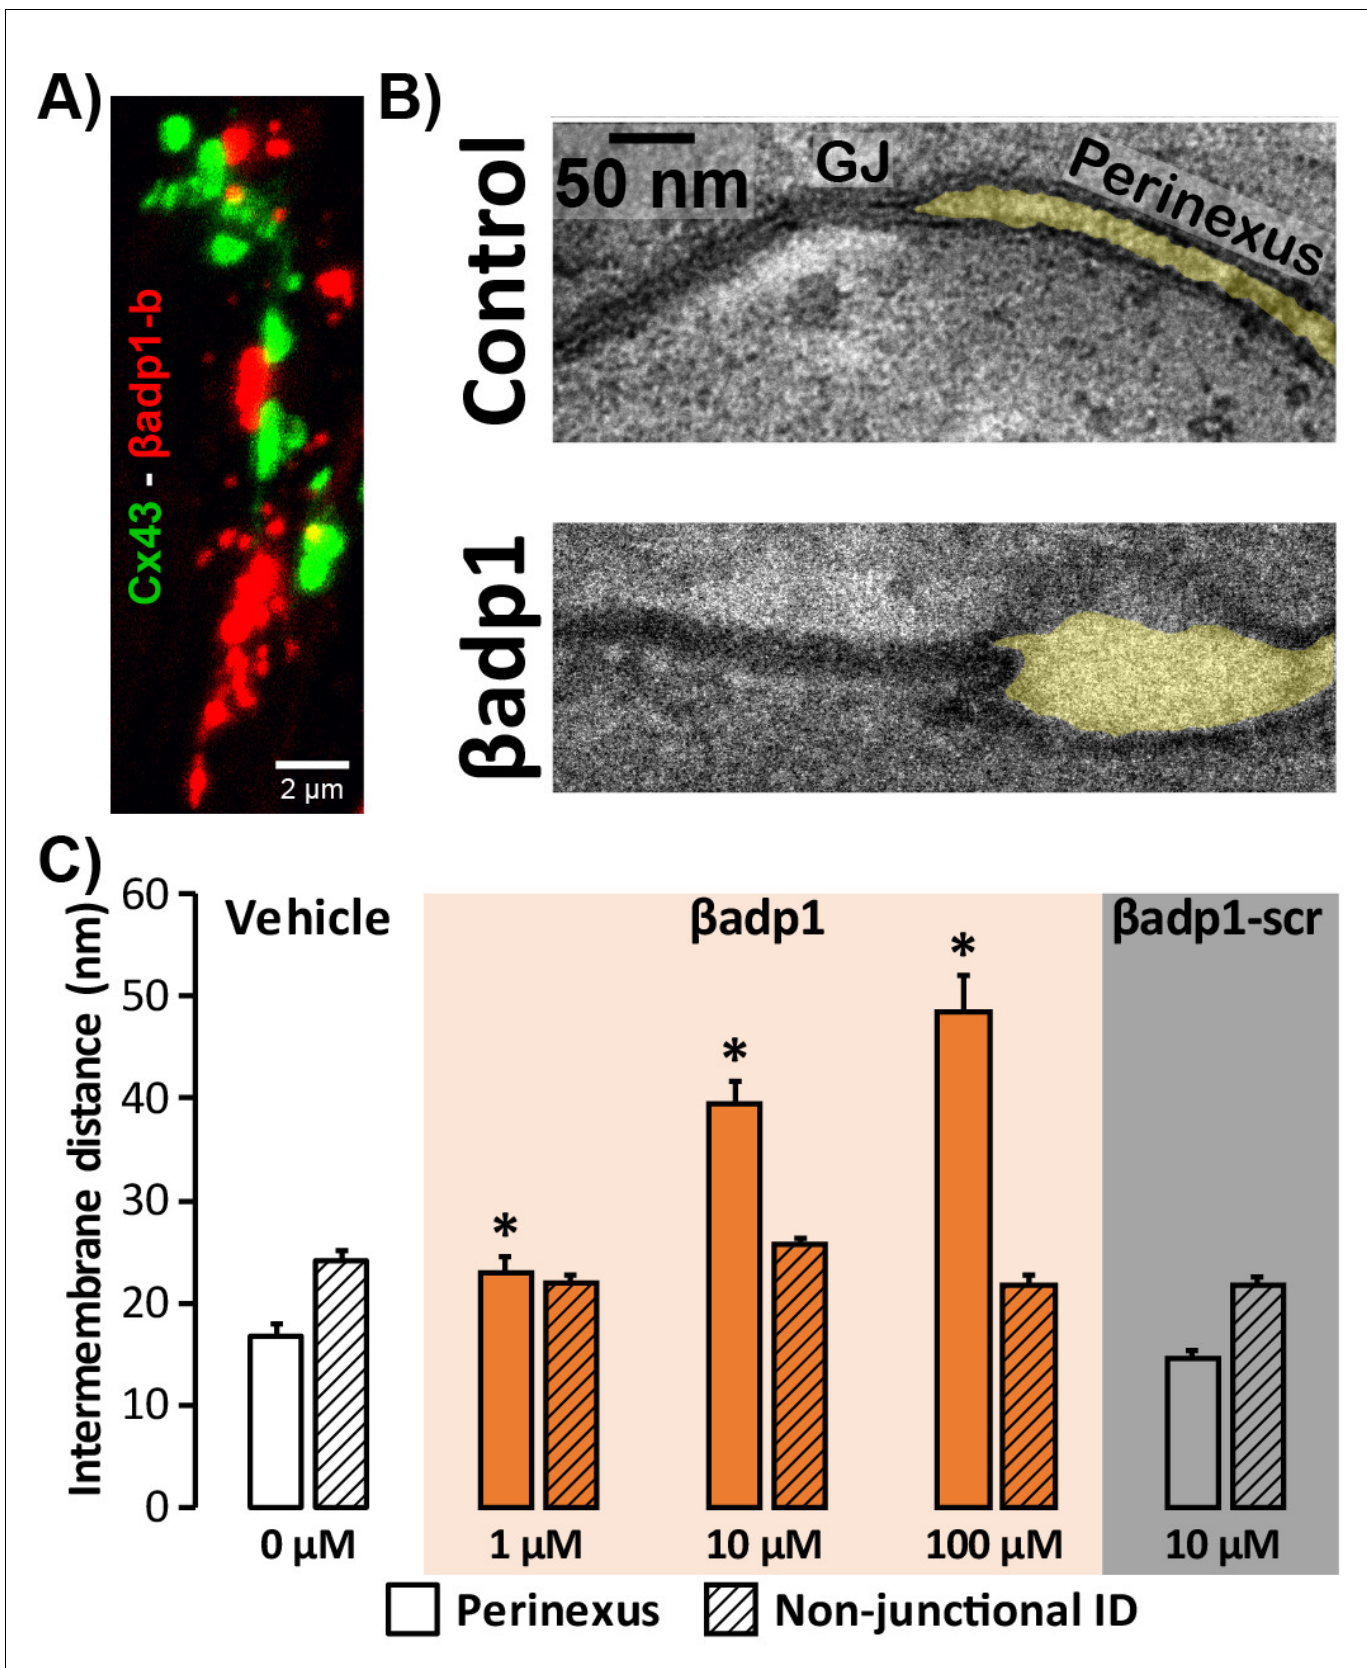 A)
Cx43 - βadp1-b
2 μm
B)
Control
50 nm
GJ
Perinexus
βadp1
C)
Intermembrane distance (nm)
60
50
40
30
20
10
0
Vehicle
βadp1
βadp1-scr
*
*
*
0 μM
1 μM
10 μM
100 μM
10 μM
Perinexus
Non-junctional ID